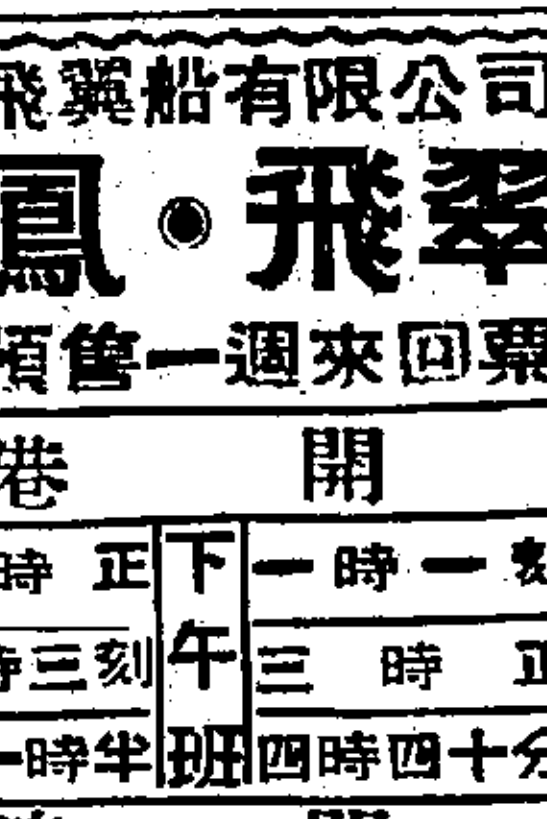 飛翼船有限公司
鳳・飛翠
預售一週來回票
港 開
時正 下午班 一時一刻
時三刻 三時正
一時半 四時四十分